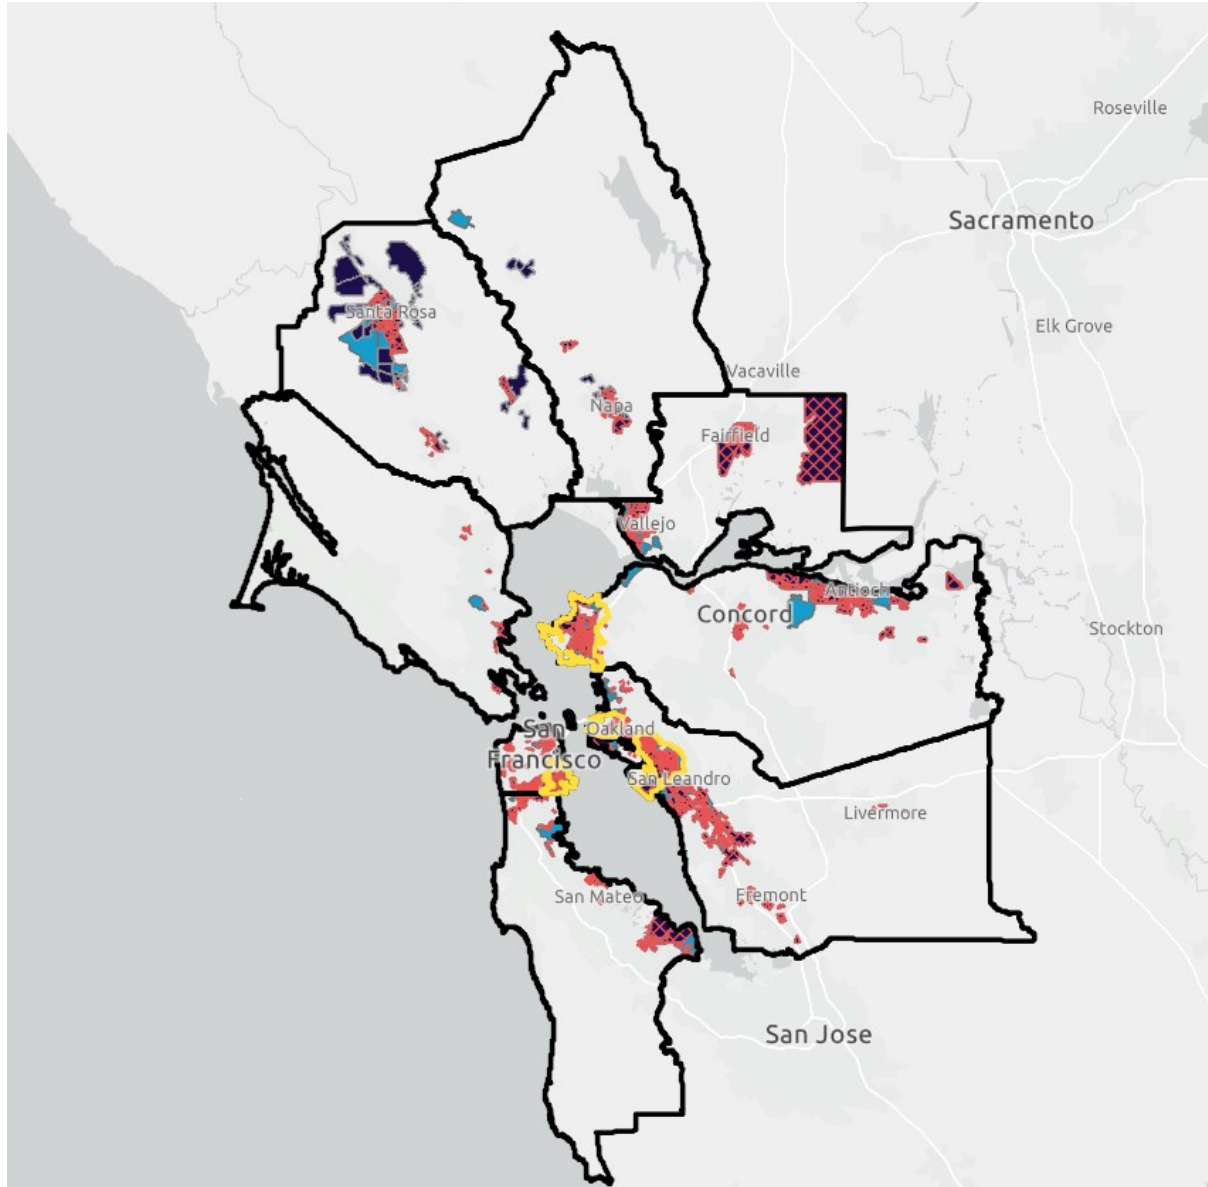 Roseville
Sacramento
Elk Grove
Santa Rosa
Vacaville
Napa
Fairfield
Vallejo
Antioch
Concord
Stockton
San
Francisco
Oakland
San Leandro
Livermore
San Mateo
Fremont
San Jose